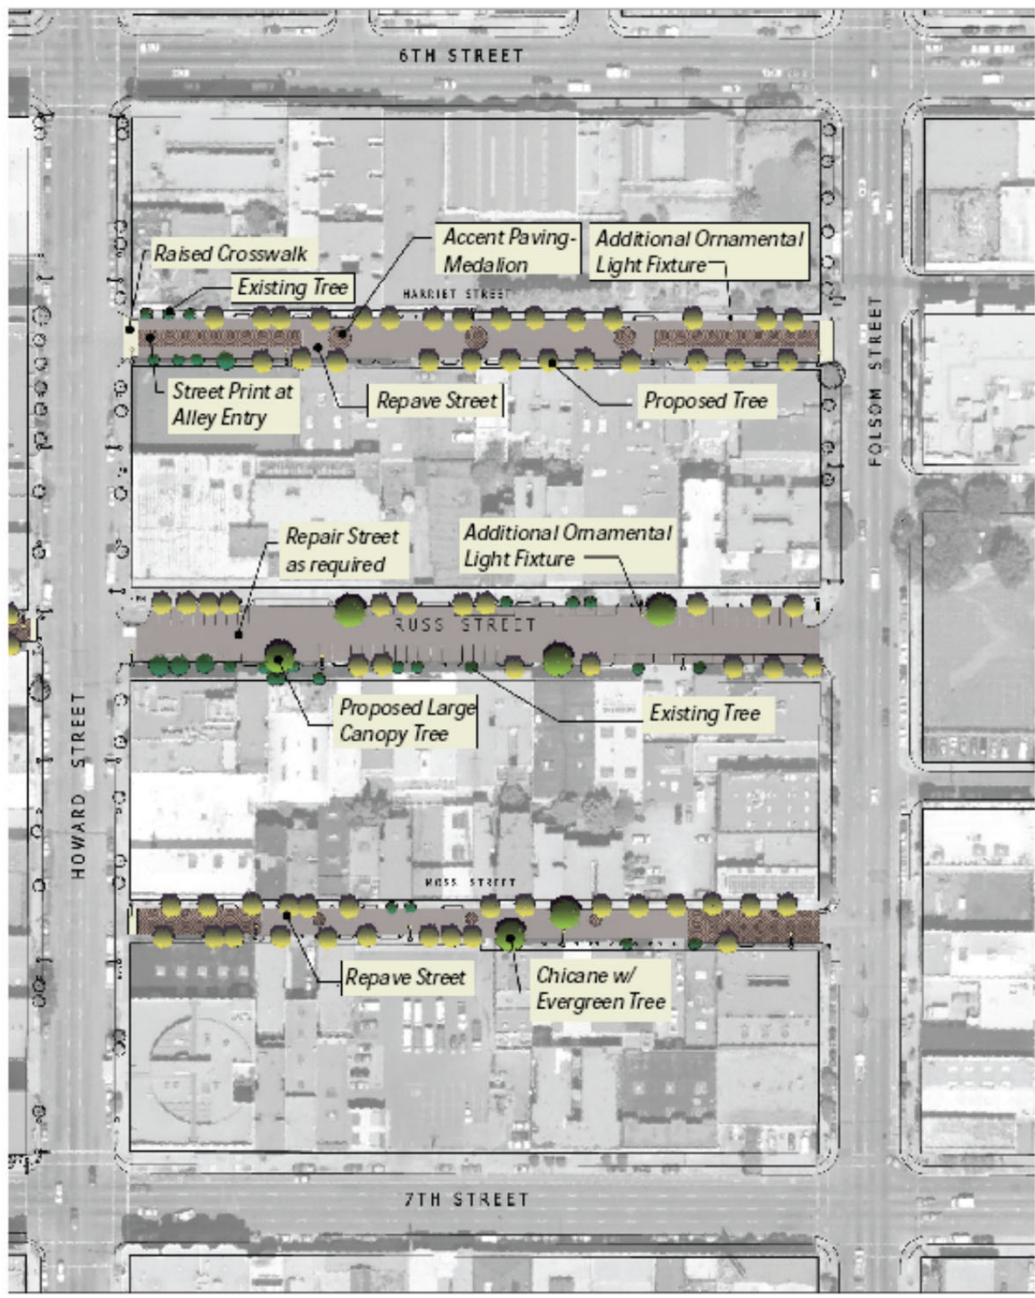 6TH STREET
Accent Paving-
Medalion
Additional Ornamental
Light Fixture
Raised Crosswalk
Existing Tree
HARRIET STREET
Street Print at
Alley Entry
Repave Street
Proposed Tree
FOLSOM STREET
Repair Street
as required
Additional Ornamental
Light Fixture
RUSS STREET
Proposed Large
Canopy Tree
Existing Tree
HOWARD STREET
MOSS STREET
Repave Street
Chicane w/
Evergreen Tree
7TH STREET